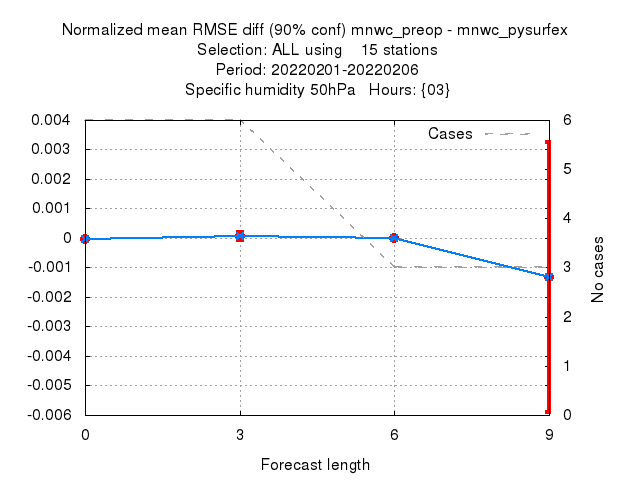 Normalized mean RMSE diff (90% conf) mnwc_preop - mnwc_pysurfex
Selection: ALL using    15 stations
Period: 20220201-20220206
Specific humidity 50hPa   Hours: {03}
Cases
0.004
0.003
0.002
0.001
0
-0.001
-0.002
-0.003
-0.004
-0.005
-0.006
6
5
4
3
2
1
0
No cases
0 3 6 9
Forecast length